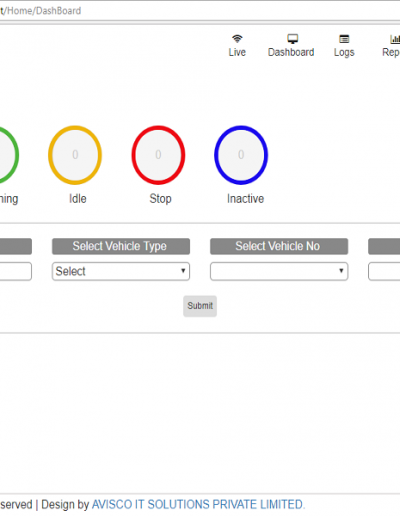 t/Home/DashBoard
Live Dashboard Logs Rep
0 0 0
ning Idle Stop Inactive
Select Vehicle Type Select Vehicle No
Select
Submit
served | Design by AVISCO IT SOLUTIONS PRIVATE LIMITED.